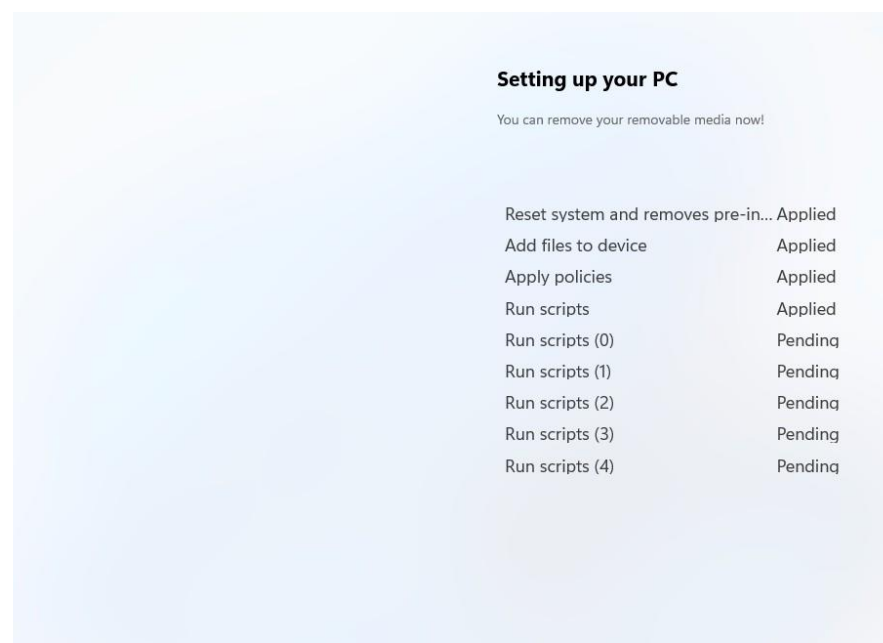 Setting up your PC
You can remove your removable media now!
Reset system and removes pre-in... Applied
Add files to device Applied
Apply policies Applied
Run scripts Applied
Run scripts (0) Pending
Run scripts (1) Pending
Run scripts (2) Pending
Run scripts (3) Pending
Run scripts (4) Pending